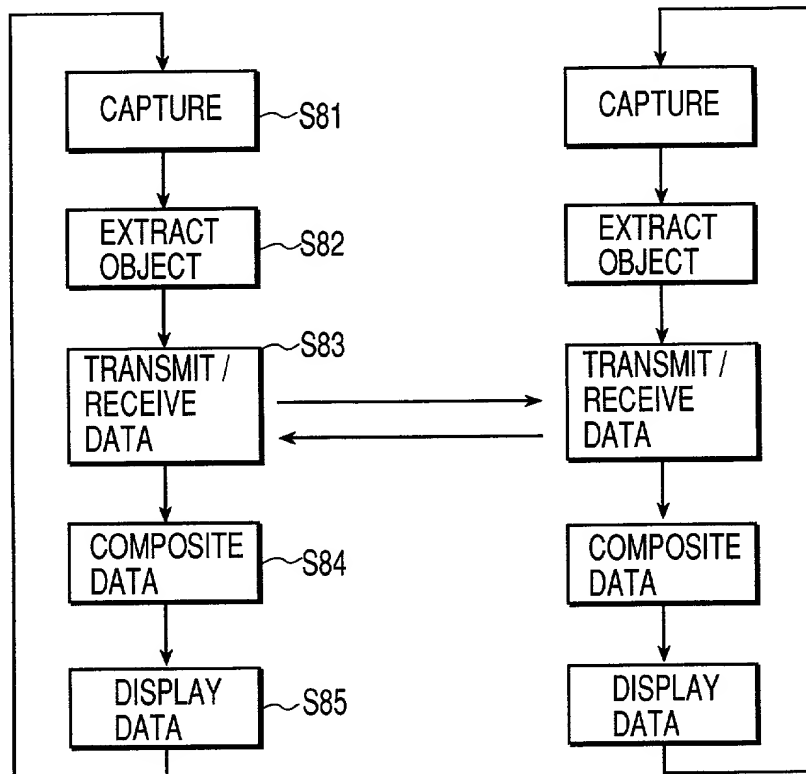 CAPTURE
S81
EXTRACT
OBJECT
S82
S83
TRANSMIT /
RECEIVE
DATA
COMPOSITE
DATA
S84
DISPLAY
DATA
S85
CAPTURE
EXTRACT
OBJECT
TRANSMIT /
RECEIVE
DATA
COMPOSITE
DATA
DISPLAY
DATA